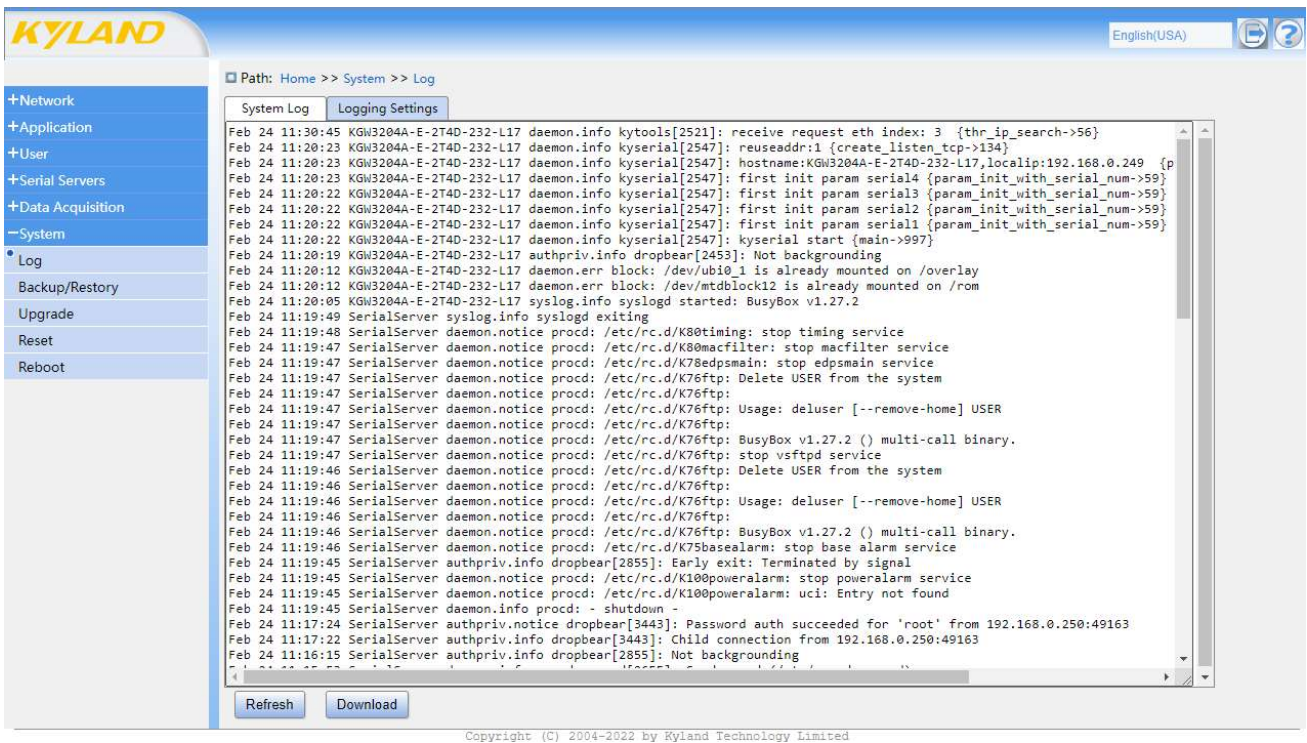 KYLAND
English(USA)
Path: Home >> System >> Log
+Network
+Application
+User
+Serial Servers
+Data Acquisition
−System
Log
Backup/Restory
Upgrade
Reset
Reboot
System Log
Logging Settings
Feb 24 11:30:45 KGW3204A-E-2T4D-232-L17 daemon.info kytools[2521]: receive request eth index: 3 {thr_ip_search->56}
Feb 24 11:20:23 KGW3204A-E-2T4D-232-L17 daemon.info kyserial[2547]: reuseaddr:1 {create_listen_tcp->134}
Feb 24 11:20:23 KGW3204A-E-2T4D-232-L17 daemon.info kyserial[2547]: hostname:KGW3204A-E-2T4D-232-L17,localip:192.168.0.249 {p
Feb 24 11:20:23 KGW3204A-E-2T4D-232-L17 daemon.info kyserial[2547]: first init param serial4 {param_init_with_serial_num->59}
Feb 24 11:20:22 KGW3204A-E-2T4D-232-L17 daemon.info kyserial[2547]: first init param serial3 {param_init_with_serial_num->59}
Feb 24 11:20:22 KGW3204A-E-2T4D-232-L17 daemon.info kyserial[2547]: first init param serial2 {param_init_with_serial_num->59}
Feb 24 11:20:22 KGW3204A-E-2T4D-232-L17 daemon.info kyserial[2547]: first init param serial1 {param_init_with_serial_num->59}
Feb 24 11:20:22 KGW3204A-E-2T4D-232-L17 daemon.info kyserial[2547]: kyserial start {main->997}
Feb 24 11:20:19 KGW3204A-E-2T4D-232-L17 authpriv.info dropbear[2453]: Not backgrounding
Feb 24 11:20:12 KGW3204A-E-2T4D-232-L17 daemon.err block: /dev/ubi0_1 is already mounted on /overlay
Feb 24 11:20:12 KGW3204A-E-2T4D-232-L17 daemon.err block: /dev/mtdblock12 is already mounted on /rom
Feb 24 11:20:05 KGW3204A-E-2T4D-232-L17 syslog.info syslogd started: BusyBox v1.27.2
Feb 24 11:19:49 SerialServer syslog.info syslogd exiting
Feb 24 11:19:48 SerialServer daemon.notice procd: /etc/rc.d/K80timing: stop timing service
Feb 24 11:19:47 SerialServer daemon.notice procd: /etc/rc.d/K80macfilter: stop macfilter service
Feb 24 11:19:47 SerialServer daemon.notice procd: /etc/rc.d/K78edpsmain: stop edpsmain service
Feb 24 11:19:47 SerialServer daemon.notice procd: /etc/rc.d/K76ftp: Delete USER from the system
Feb 24 11:19:47 SerialServer daemon.notice procd: /etc/rc.d/K76ftp:
Feb 24 11:19:47 SerialServer daemon.notice procd: /etc/rc.d/K76ftp: Usage: deluser [--remove-home] USER
Feb 24 11:19:47 SerialServer daemon.notice procd: /etc/rc.d/K76ftp:
Feb 24 11:19:47 SerialServer daemon.notice procd: /etc/rc.d/K76ftp: BusyBox v1.27.2 () multi-call binary.
Feb 24 11:19:47 SerialServer daemon.notice procd: /etc/rc.d/K76ftp: stop vsftpd service
Feb 24 11:19:46 SerialServer daemon.notice procd: /etc/rc.d/K76ftp: Delete USER from the system
Feb 24 11:19:46 SerialServer daemon.notice procd: /etc/rc.d/K76ftp:
Feb 24 11:19:46 SerialServer daemon.notice procd: /etc/rc.d/K76ftp: Usage: deluser [--remove-home] USER
Feb 24 11:19:46 SerialServer daemon.notice procd: /etc/rc.d/K76ftp:
Feb 24 11:19:46 SerialServer daemon.notice procd: /etc/rc.d/K76ftp: BusyBox v1.27.2 () multi-call binary.
Feb 24 11:19:46 SerialServer daemon.notice procd: /etc/rc.d/K75basealarm: stop base alarm service
Feb 24 11:19:45 SerialServer authpriv.info dropbear[2855]: Early exit: Terminated by signal
Feb 24 11:19:45 SerialServer daemon.notice procd: /etc/rc.d/K100poweralarm: stop poweralarm service
Feb 24 11:19:45 SerialServer daemon.notice procd: /etc/rc.d/K100poweralarm: uci: Entry not found
Feb 24 11:19:45 SerialServer daemon.info procd: - shutdown -
Feb 24 11:17:24 SerialServer authpriv.notice dropbear[3443]: Password auth succeeded for 'root' from 192.168.0.250:49163
Feb 24 11:17:22 SerialServer authpriv.info dropbear[3443]: Child connection from 192.168.0.250:49163
Feb 24 11:16:15 SerialServer authpriv.info dropbear[2855]: Not backgrounding
Refresh
Download
Copyright (C) 2004-2022 by Kyland Technology Limited